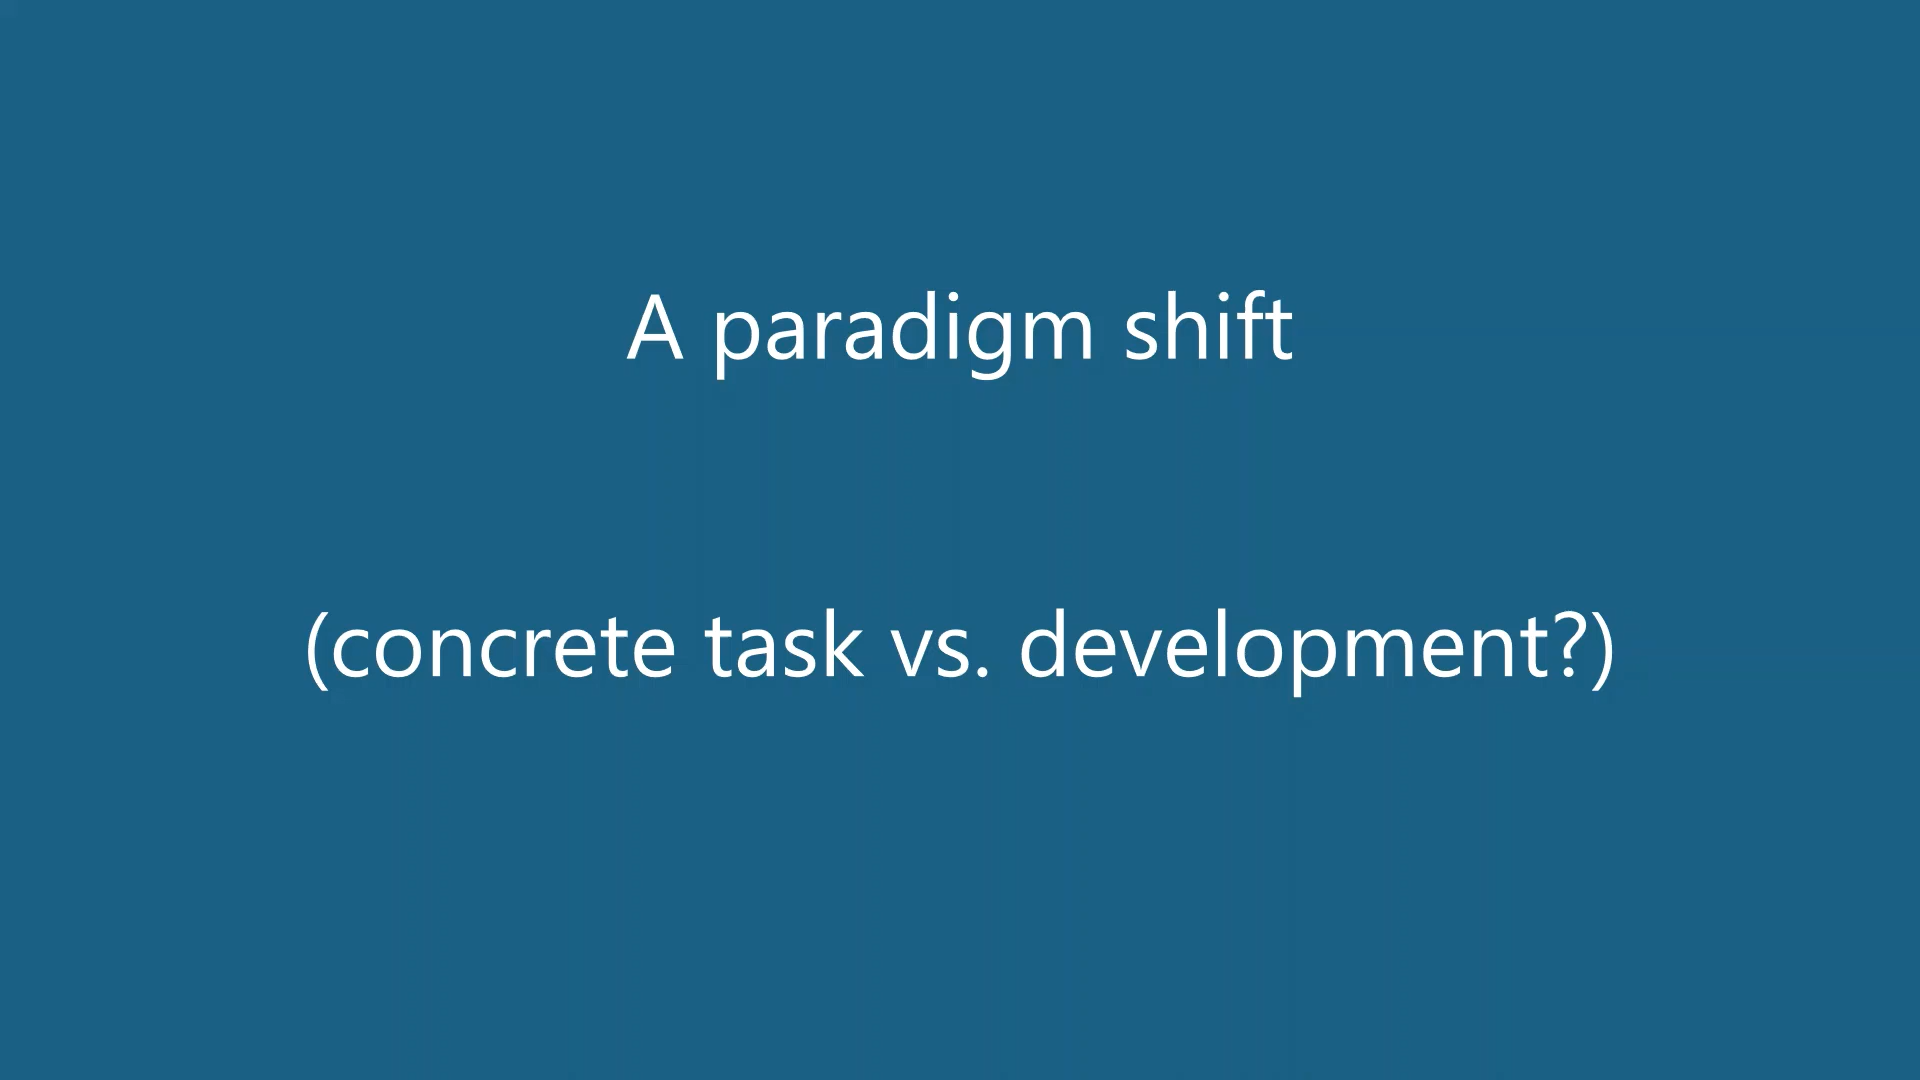 A paradigm shift
(concrete task vs. development?)